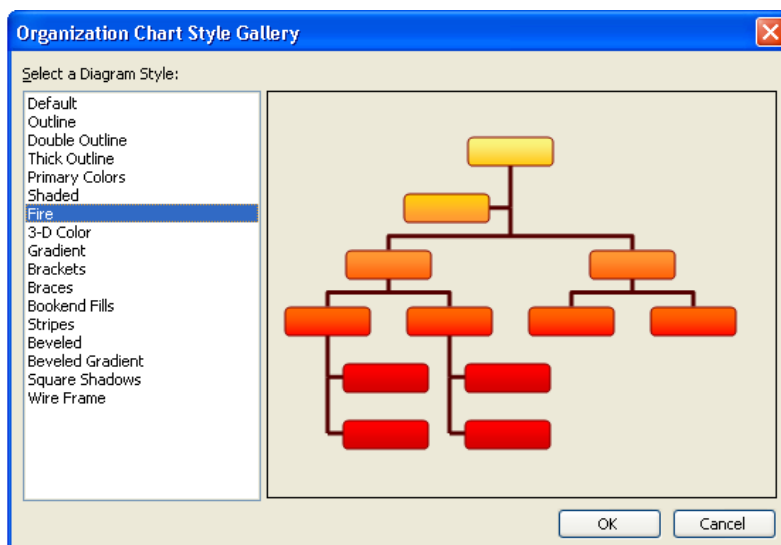 Organization Chart Style Gallery
Select a Diagram Style:
Default
Outline
Double Outline
Thick Outline
Primary Colors
Shaded
Fire
3-D Color
Gradient
Brackets
Braces
Bookend Fills
Stripes
Beveled
Beveled Gradient
Square Shadows
Wire Frame
OK
Cancel